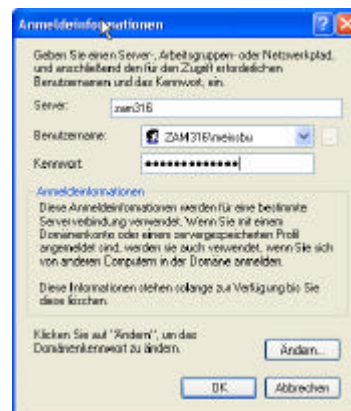 Anmeldeinformationen
Geben Sie einen Server-, Arbeitsgruppen- oder Netzwerkpfad,
und anschließend den für den Zugriff erforderlichen
Benutzernamen und das Kennwort, ein.
Server: zam316
Benutzername: ZAM316\meissbu
Kennwort: •••••••••••••
Anmeldeinformationen
Diese Anmeldeinformationen werden für eine bestimmte
Serververbindung verwendet. Wenn Sie mit einem
Domänenkonto oder einem servergespeicherten Profil
angemeldet sind, werden sie auch verwendet, wenn Sie sich
von anderen Computern in der Domäne anmelden.
Diese Informationen stehen solange zur Verfügung bis Sie
diese löschen.
Klicken Sie auf "Ändern", um das
Domänenkennwort zu ändern.
Ändern...
OK
Abbrechen